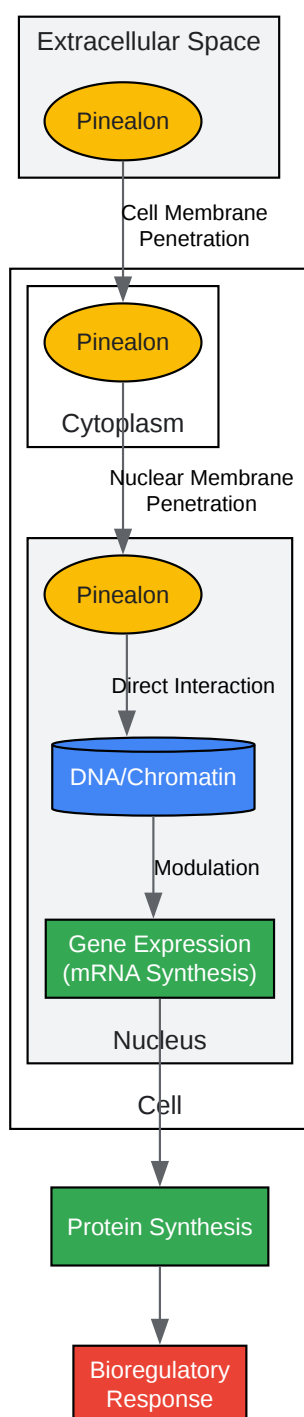 Extracellular Space
Pinealon
Cell Membrane
Penetration
Pinealon
Cytoplasm
Nuclear Membrane
Penetration
Pinealon
Direct Interaction
DNA/Chromatin
Modulation
Gene Expression
(mRNA Synthesis)
Nucleus
Cell
Protein Synthesis
Bioregulatory
Response